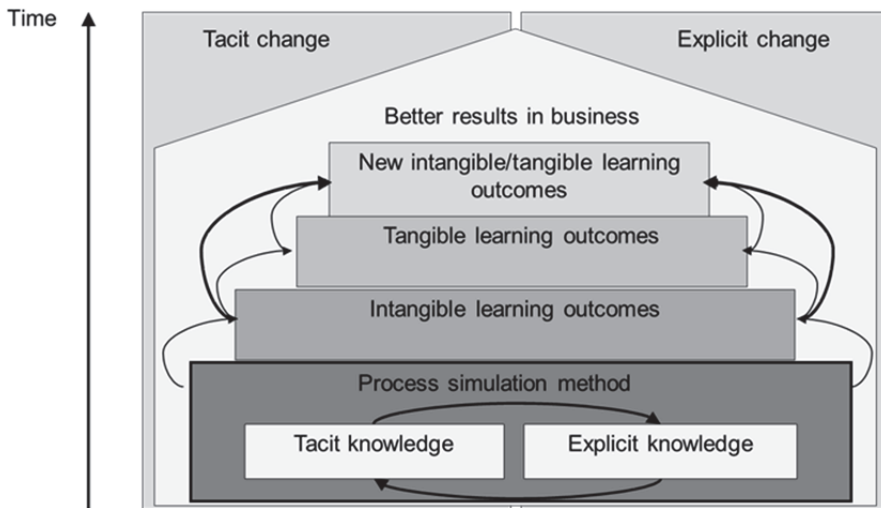 Time
Tacit change
Explicit change
Better results in business
New intangible/tangible learning
outcomes
Tangible learning outcomes
Intangible learning outcomes
Process simulation method
Tacit knowledge
Explicit knowledge